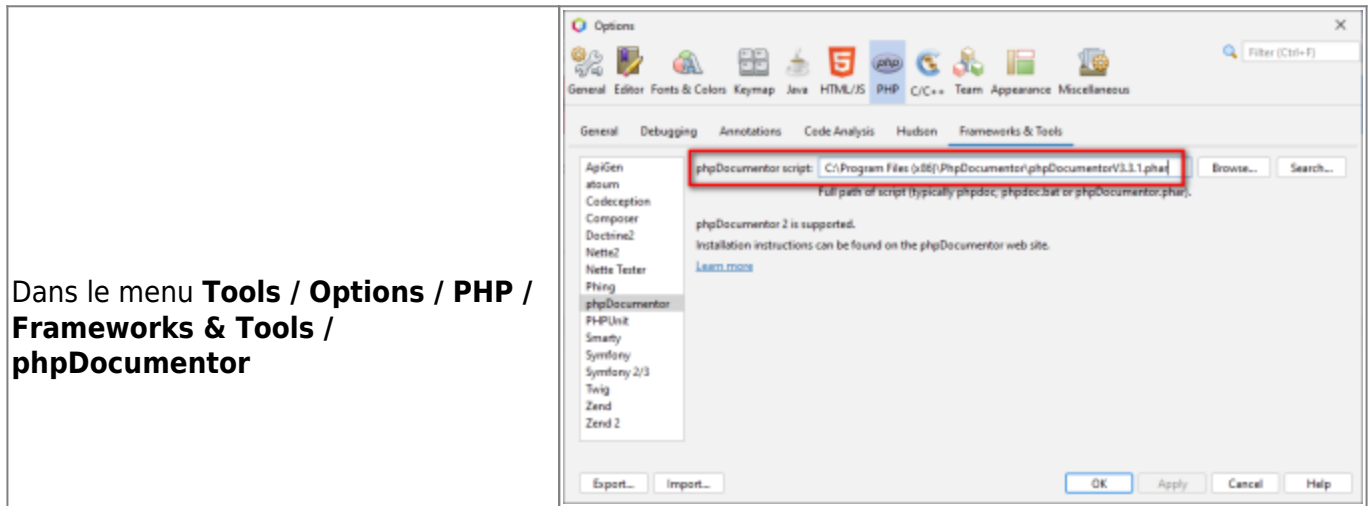 Dans le menu Tools / Options / PHP /
Frameworks & Tools /
phpDocumentor
Options
Filter (Ctrl+F)
General Editor Fonts & Colors Keymap Java HTML/JS PHP C/C++ Team Appearance Miscellaneous
General Debugging Annotations Code Analysis Hudson Frameworks & Tools
phpDocumentor script: C:\Program Files (x86)\PhpDocumentor\phpDocumentorV3.3.1.phar Browse... Search...
Full path of script (typically phpdoc, phpdoc.bat or phpDocumentor.phar).
phpDocumentor 2 is supported.
Installation instructions can be found on the phpDocumentor web site.
Learn more
ApiGen
atoum
Codeception
Composer
Doctrine2
Nette2
Nette Tester
Phing
phpDocumentor
PHPUnit
Smarty
Symfony
Symfony 2/3
Twig
Zend
Zend 2
Export... Import... OK Apply Cancel Help